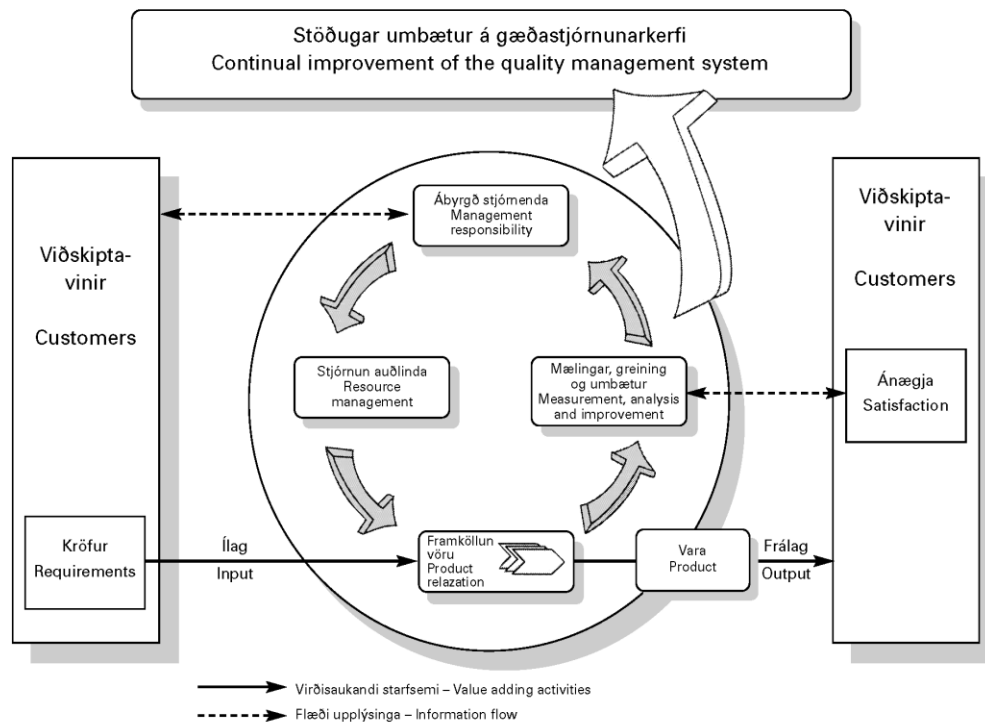 Stöðugar umbætur á gæðastjórnunarkerfi
Continual improvement of the quality management system
Viðskipta-
vinir
Customers
Kröfur
Requirements
Ílag
Input
Ábyrgð stjórnenda
Management
responsibility
Stjórnun auðlinda
Resource
management
Mælingar, greining
og umbætur
Measurement, analysis
and improvement
Framköllun
vöru
Product
relazation
Vara
Product
Frálag
Output
Viðskipta-
vinir
Customers
Ánægja
Satisfaction
Virðisaukandi starfsemi – Value adding activities
Flæði upplýsinga – Information flow